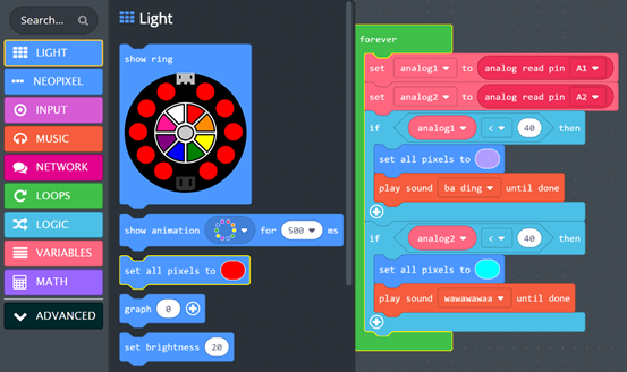 Search...
LIGHT
NEOPIXEL
INPUT
MUSIC
NETWORK
LOOPS
LOGIC
VARIABLES
MATH
ADVANCED
Light
show ring
show animation for 500 ms
set all pixels to
graph 0
set brightness 20
forever
set analog1 to analog read pin A1
set analog2 to analog read pin A2
if analog1 < 40 then
set all pixels to
play sound ba ding until done
if analog2 < 40 then
set all pixels to
play sound wawawawaa until done